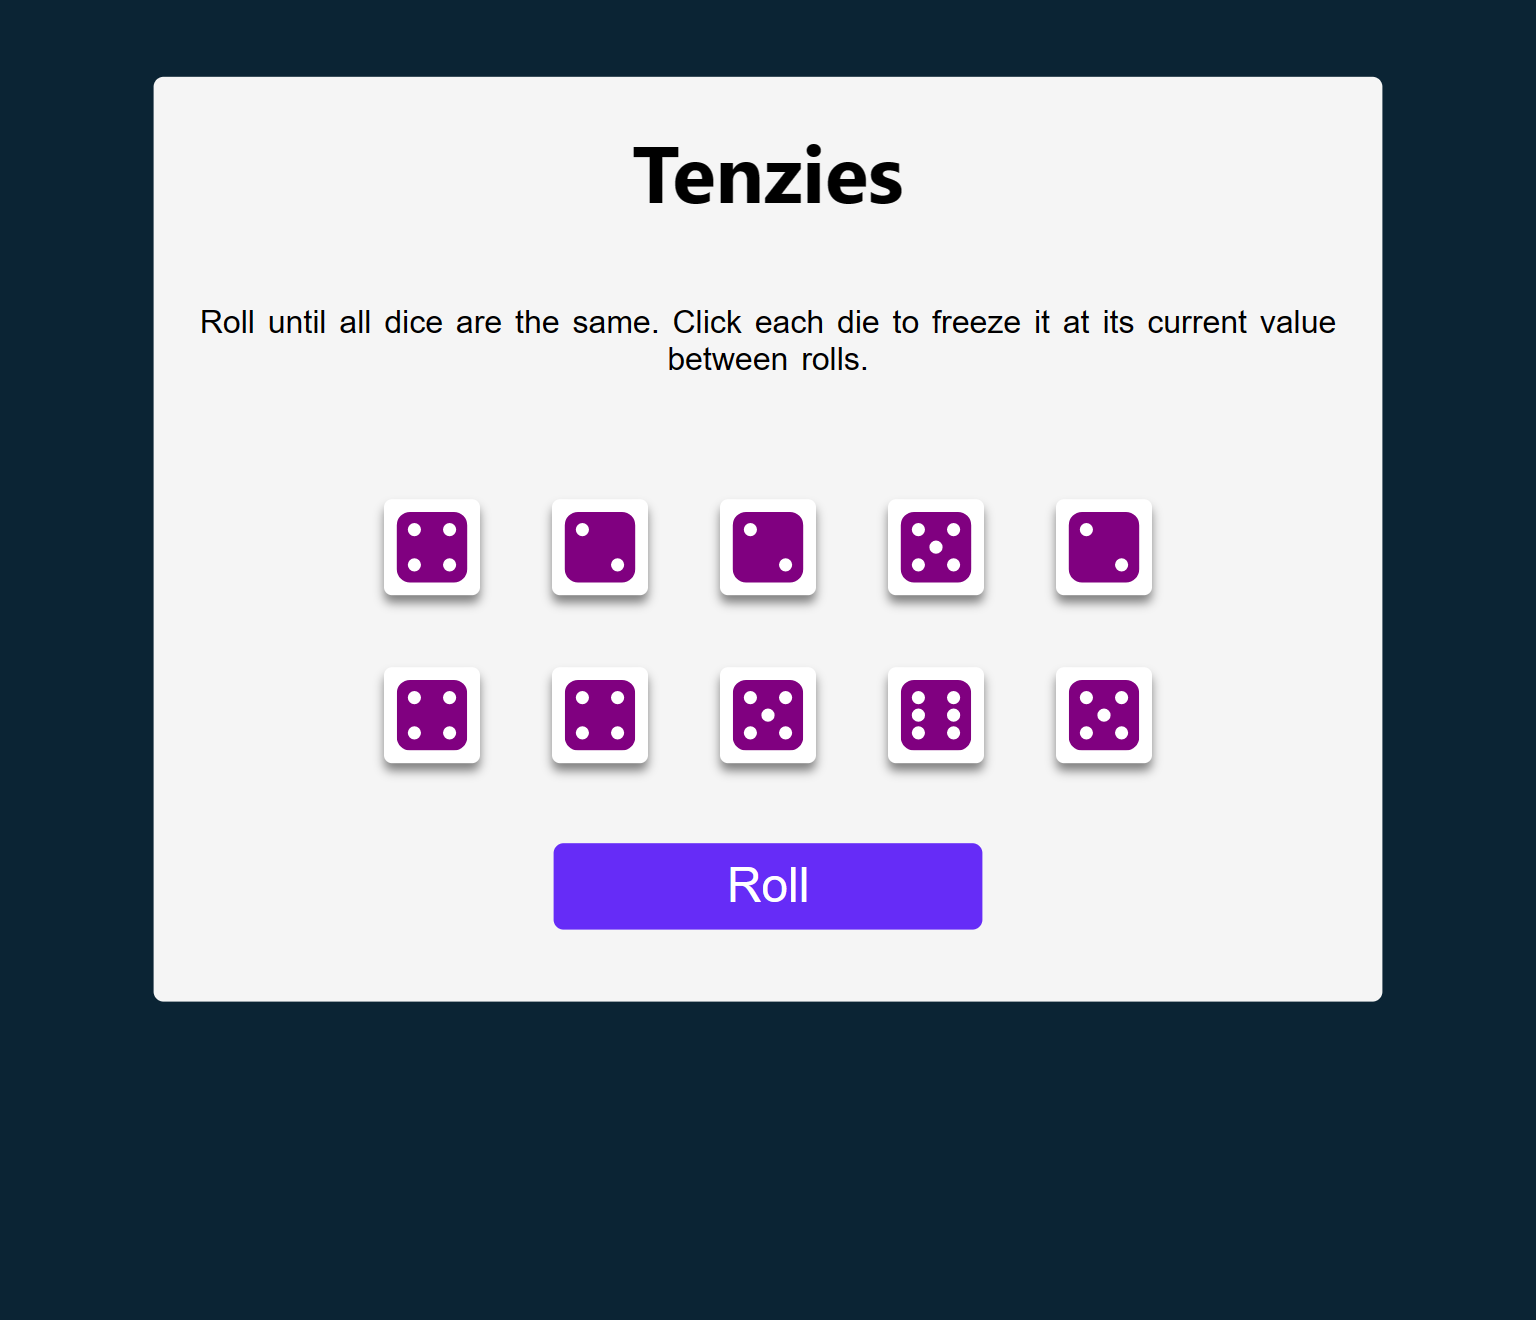 Tenzies
Roll until all dice are the same. Click each die to freeze it at its current value
between rolls.
Roll